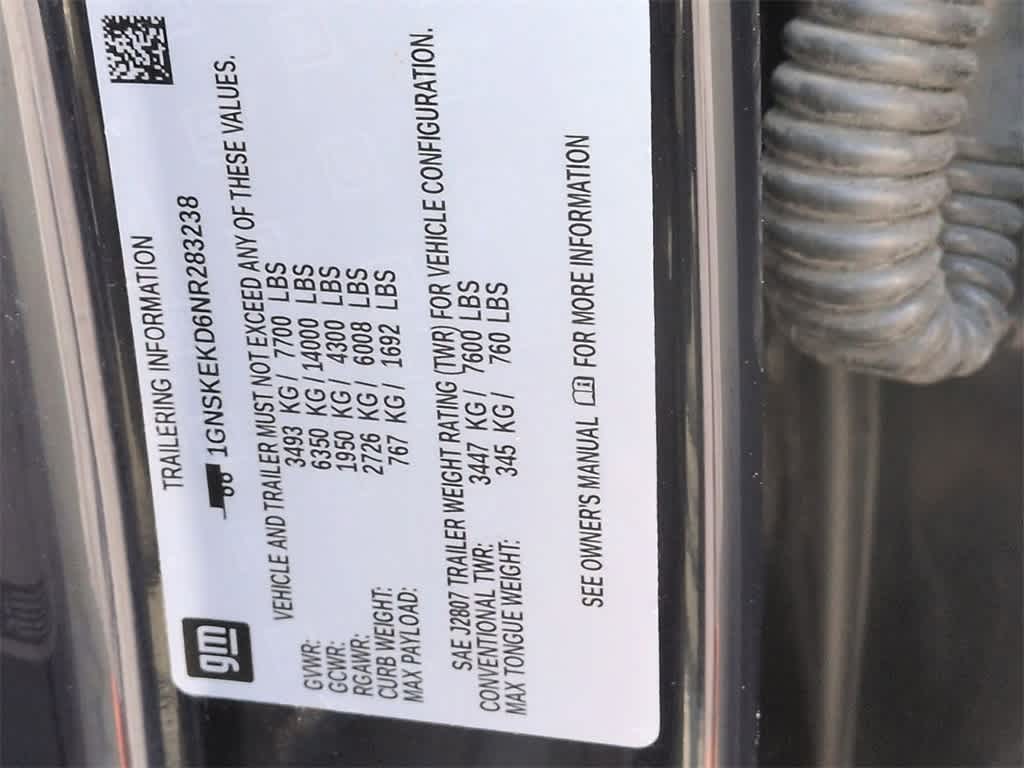 gm
TRAILERING INFORMATION
1GNSKEKD6NR283238
VEHICLE AND TRAILER MUST NOT EXCEED ANY OF THESE VALUES.
GVWR: 3493 KG/ 7700 LBS
GCWR: 6350 KG/ 14000 LBS
RGAWR: 1950 KG/ 4300 LBS
CURB WEIGHT: 2726 KG/ 6008 LBS
MAX PAYLOAD: 767 KG/ 1692 LBS
SAE J2807 TRAILER WEIGHT RATING (TWR) FOR VEHICLE CONFIGURATION.
CONVENTIONAL TWR: 3447 KG/ 7600 LBS
MAX TONGUE WEIGHT: 345 KG/ 760 LBS
SEE OWNER'S MANUAL FOR MORE INFORMATION